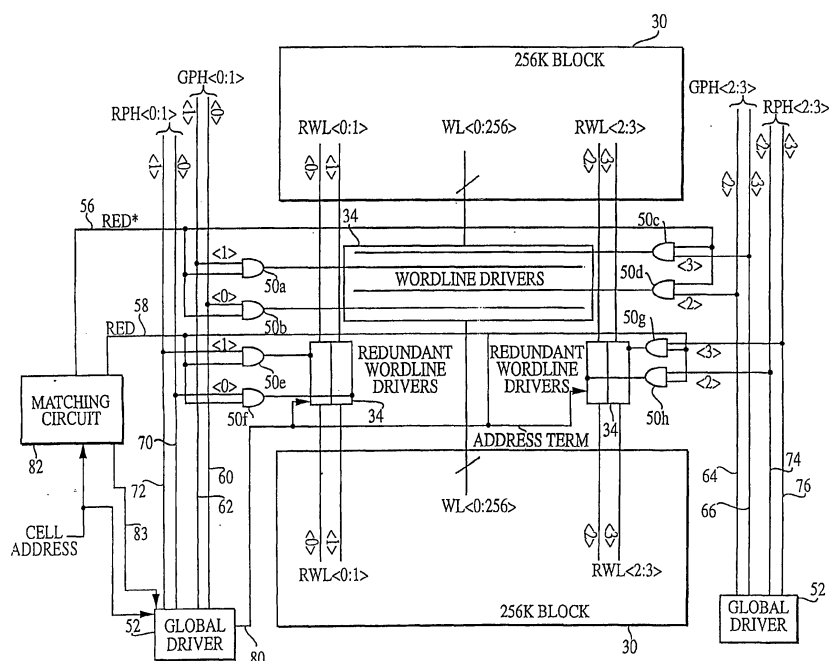 30
256K BLOCK
GPH<0:1>
<1>
<0>
RPH<0:1>
<1>
<0>
RWL<0:1>
<0>
<1>
WL<0:256>
RWL<2:3>
<2>
<3>
GPH<2:3>
<2>
<3>
RPH<2:3>
<2>
<3>
56
RED*
34
50c
<1>
<3>
50a
WORDLINE DRIVERS
50d
<0>
<2>
58
50b
RED
50g
<1>
REDUNDANT WORDLINE DRIVERS
REDUNDANT WORDLINE DRIVERS
<3>
50e
<0>
<2>
50f
50h
MATCHING CIRCUIT
82
70
34
34
ADDRESS TERM
72
60
62
64
74
66
76
83
WL<0:256>
CELL ADDRESS
<0>
<1>
<2>
<3>
RWL<0:1>
RWL<2:3>
52
GLOBAL DRIVER
80
256K BLOCK
30
GLOBAL DRIVER
52